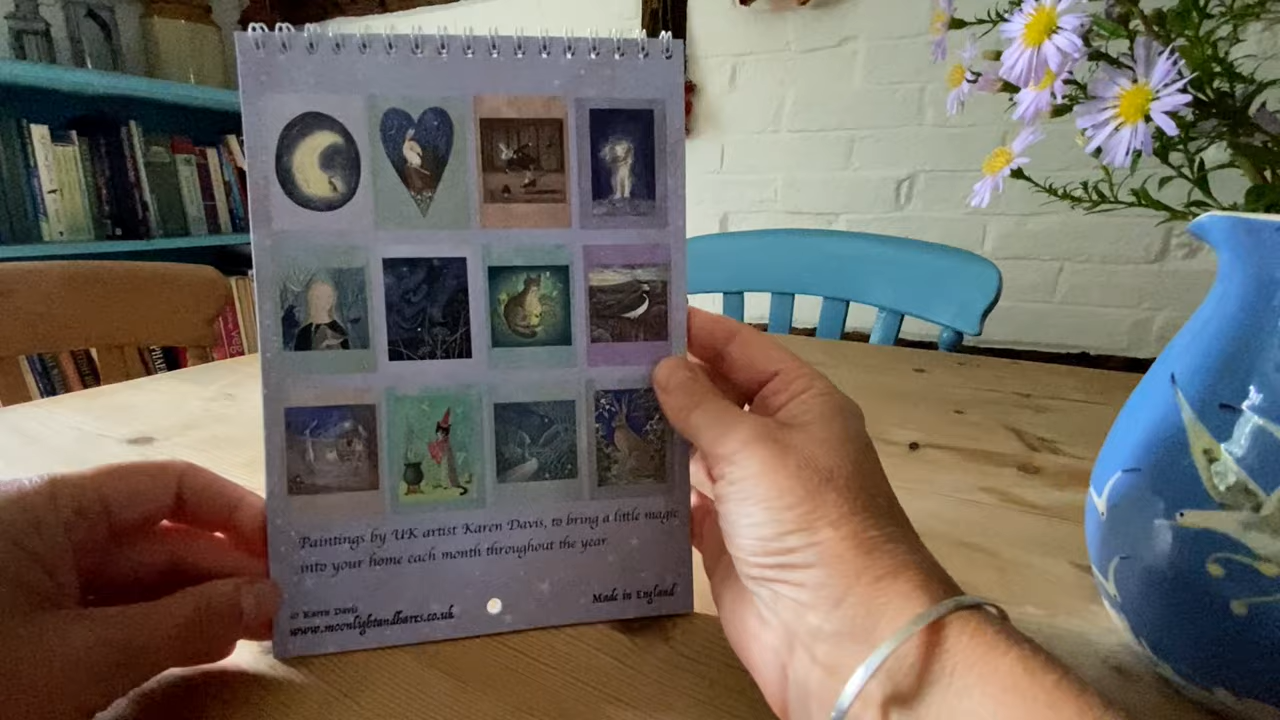 Paintings by UK artist Karen Davis, to bring a little magic
into your home each month throughout the year.
© Karen Davis
www.moonlightandhares.co.uk
Made in England